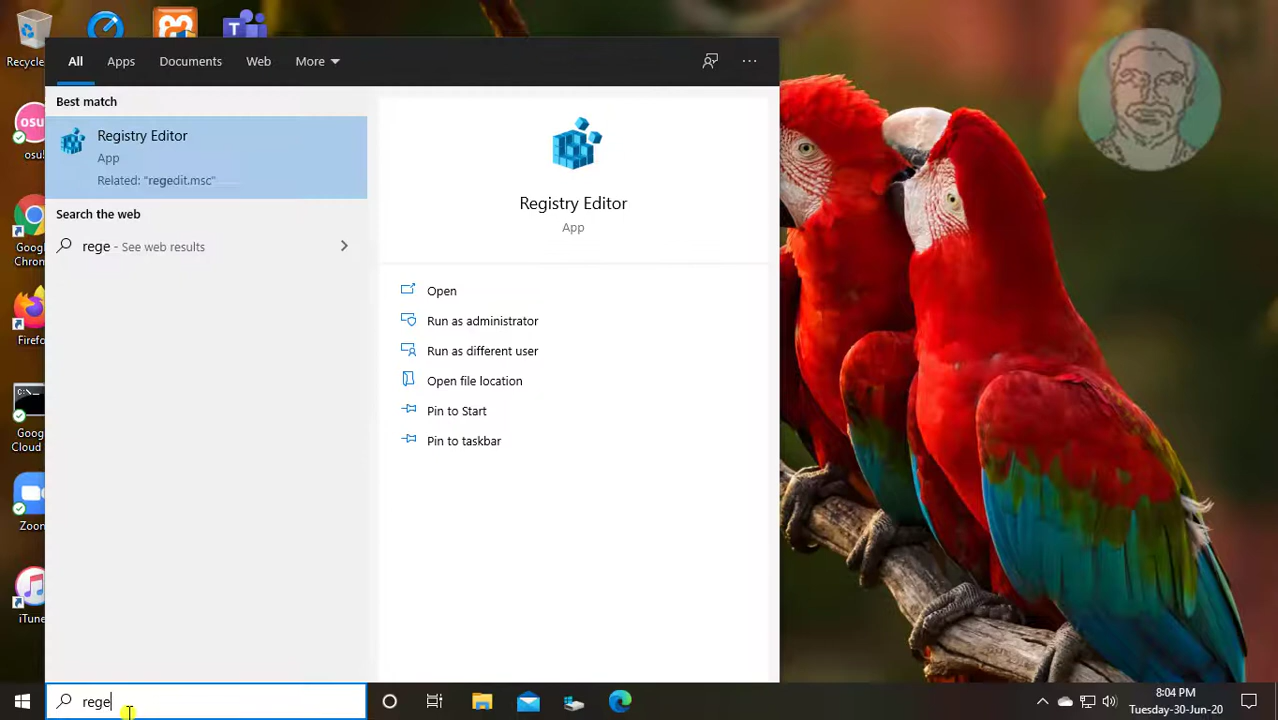 Recycle
osu!
Google
Chrom
Firefo
Goog
Cloud
Zoon
iTune
All Apps Documents Web More
Best match
Registry Editor
App
Related: "regedit.msc"
Search the web
rege - See web results
Registry Editor
App
Open
Run as administrator
Run as different user
Open file location
Pin to Start
Pin to taskbar
rege
8:04 PM
Tuesday-30-Jun-20